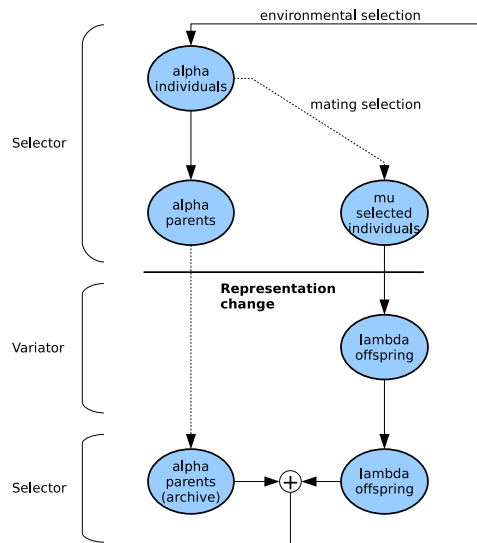 environmental selection
alpha
individuals
mating selection
Selector
alpha
parents
mu
selected
individuals
Representation
change
Variator
lambda
offspring
Selector
alpha
parents
(archive)
+
lambda
offspring